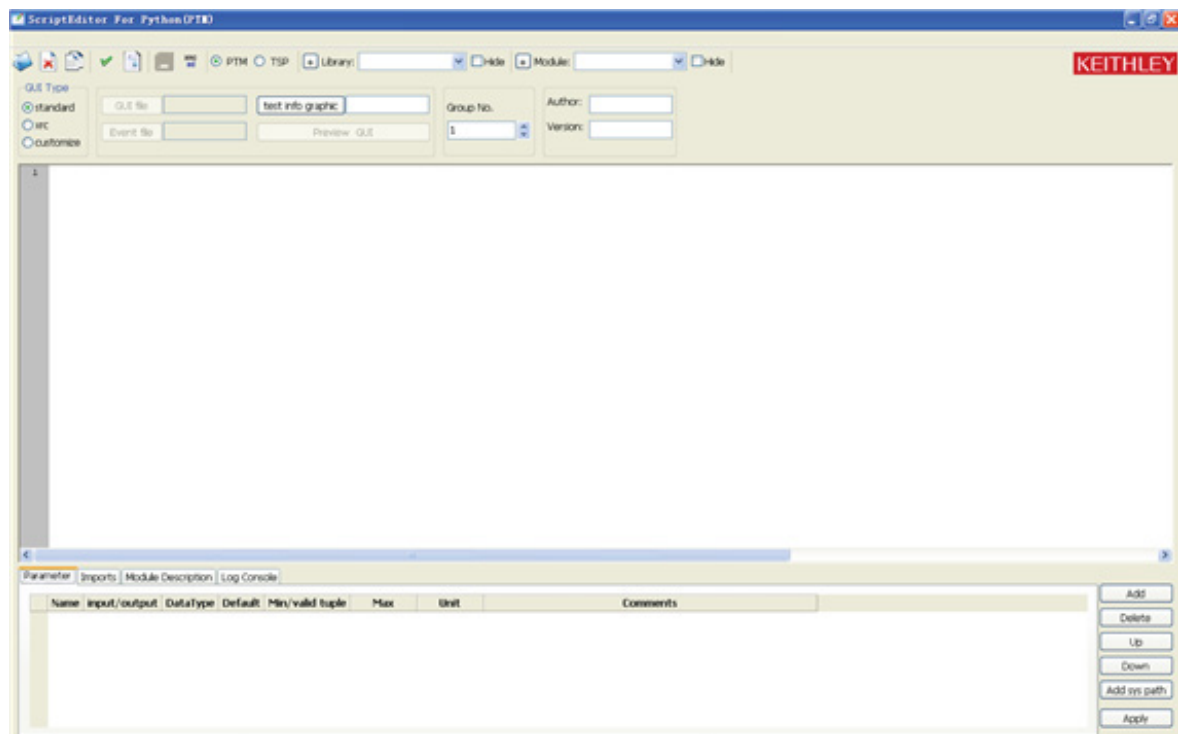 ScriptEditor For Python(PTM)
PTM TSP + Library: Hide + Module: Hide
KEITHLEY
GUI Type
standard
src
customize
GUI file
Event file
test info graphic
Preview GUI
Group No.
1
Author:
Version:
1
Parameter Imports Module Description Log Console
Name input/output DataType Default Min/valid tuple Max Unit Comments
Add
Delete
Up
Down
Add sys path
Apply